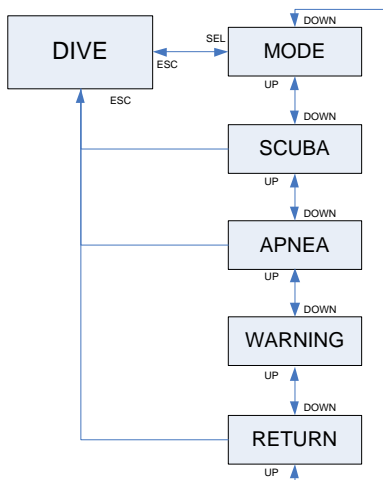 DOWN
DIVE
SEL
MODE
ESC
UP
ESC
DOWN
SCUBA
UP
DOWN
APNEA
UP
DOWN
WARNING
UP
DOWN
RETURN
UP